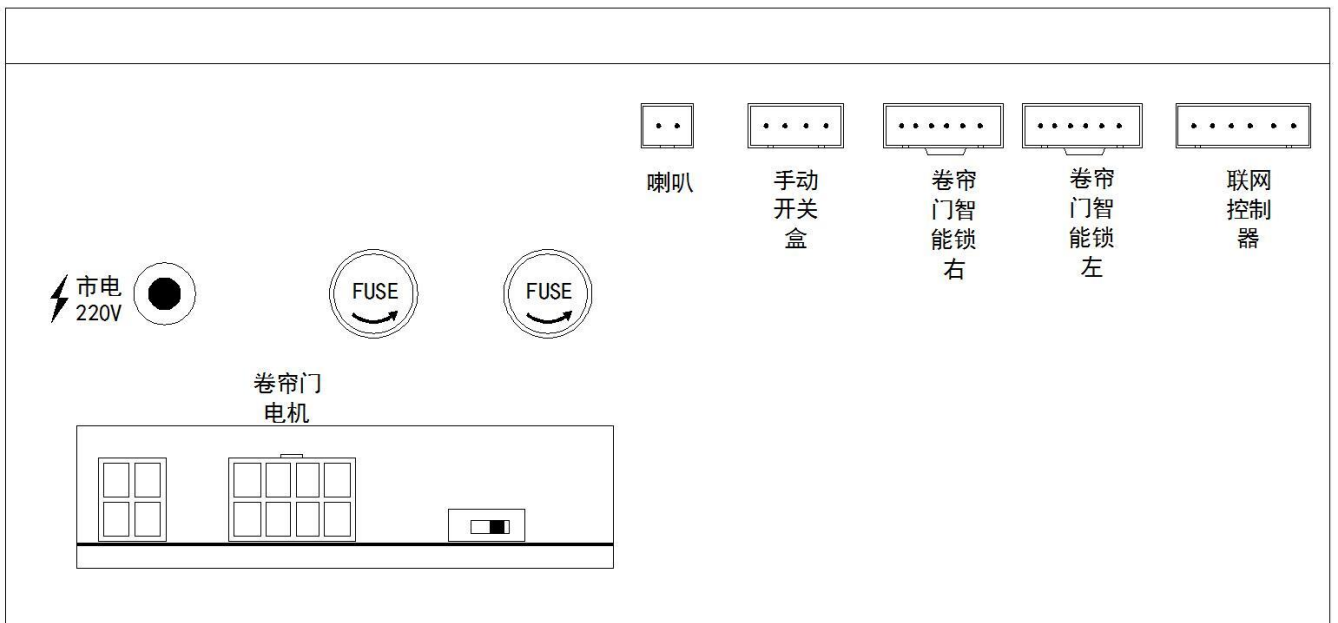 喇叭
手动
开关
盒
卷帘
门智
能锁
右
卷帘
门智
能锁
左
联网
控制
器
市电
220V
FUSE
FUSE
卷帘门
电机